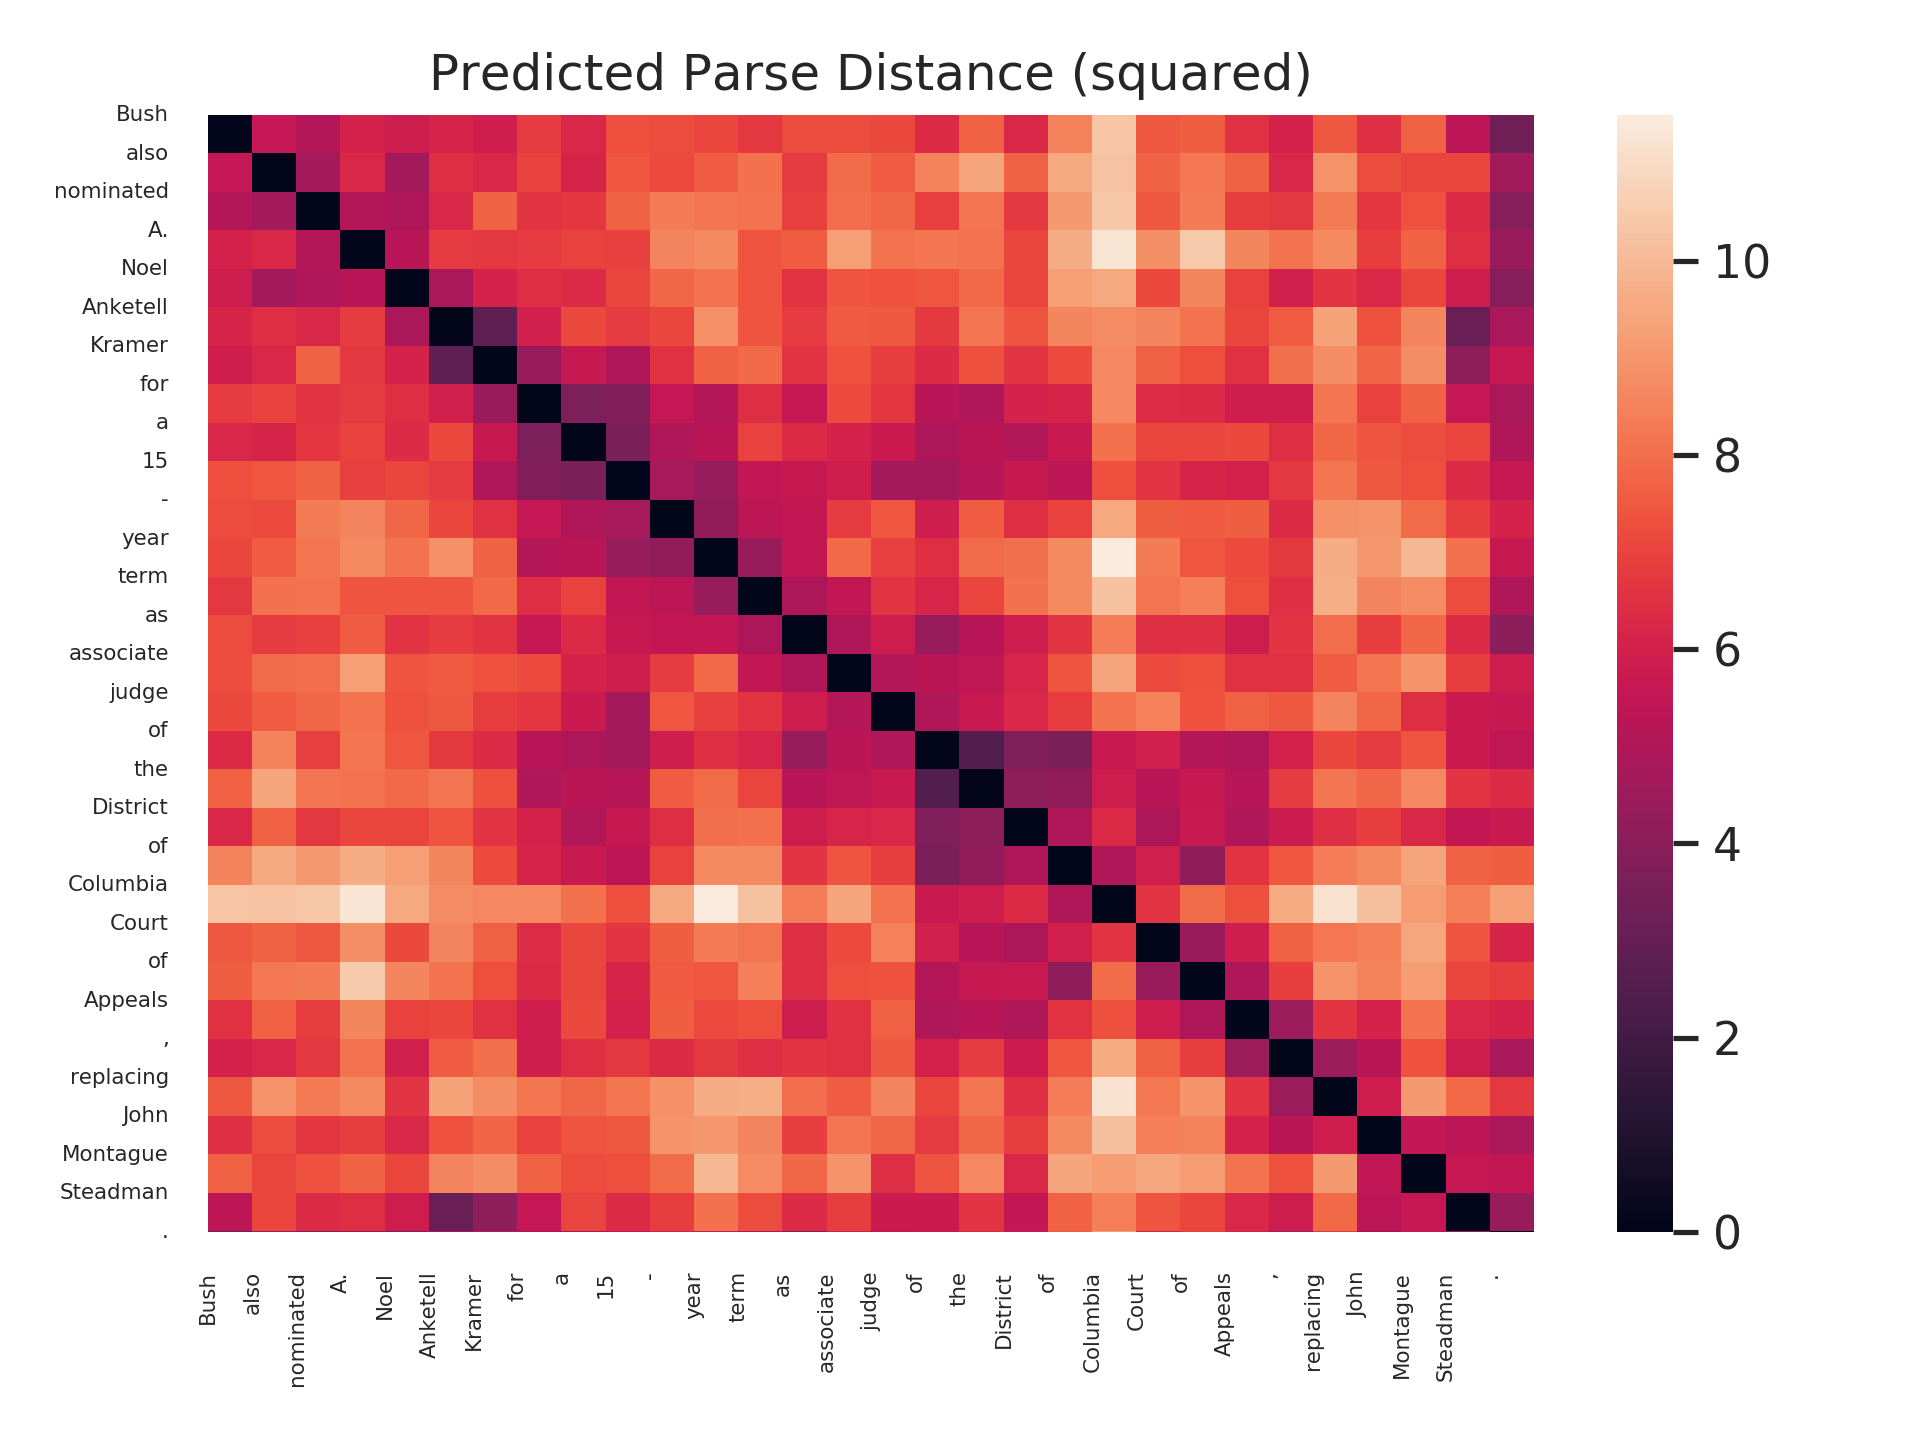 Predicted Parse Distance (squared)
Bush
also
nominated
A.
Noel
Anketell
Kramer
for
a
15
-
year
term
as
associate
judge
of
the
District
of
Columbia
Court
of
Appeals
,
replacing
John
Montague
Steadman
.
Bush
also
nominated
A.
Noel
Anketell
Kramer
for
a
15
-
year
term
as
associate
judge
of
the
District
of
Columbia
Court
of
Appeals
,
replacing
John
Montague
Steadman
.
10
8
6
4
2
0